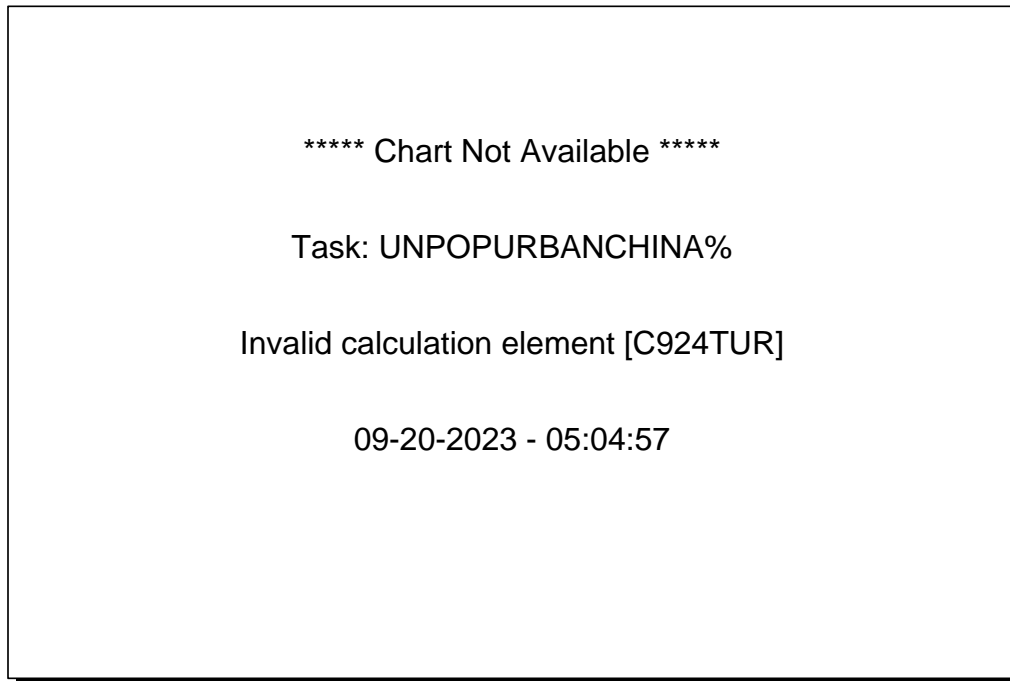 ***** Chart Not Available *****
Task: UNPOPURBANCHINA%
Invalid calculation element [C924TUR]
09-20-2023 - 05:04:57